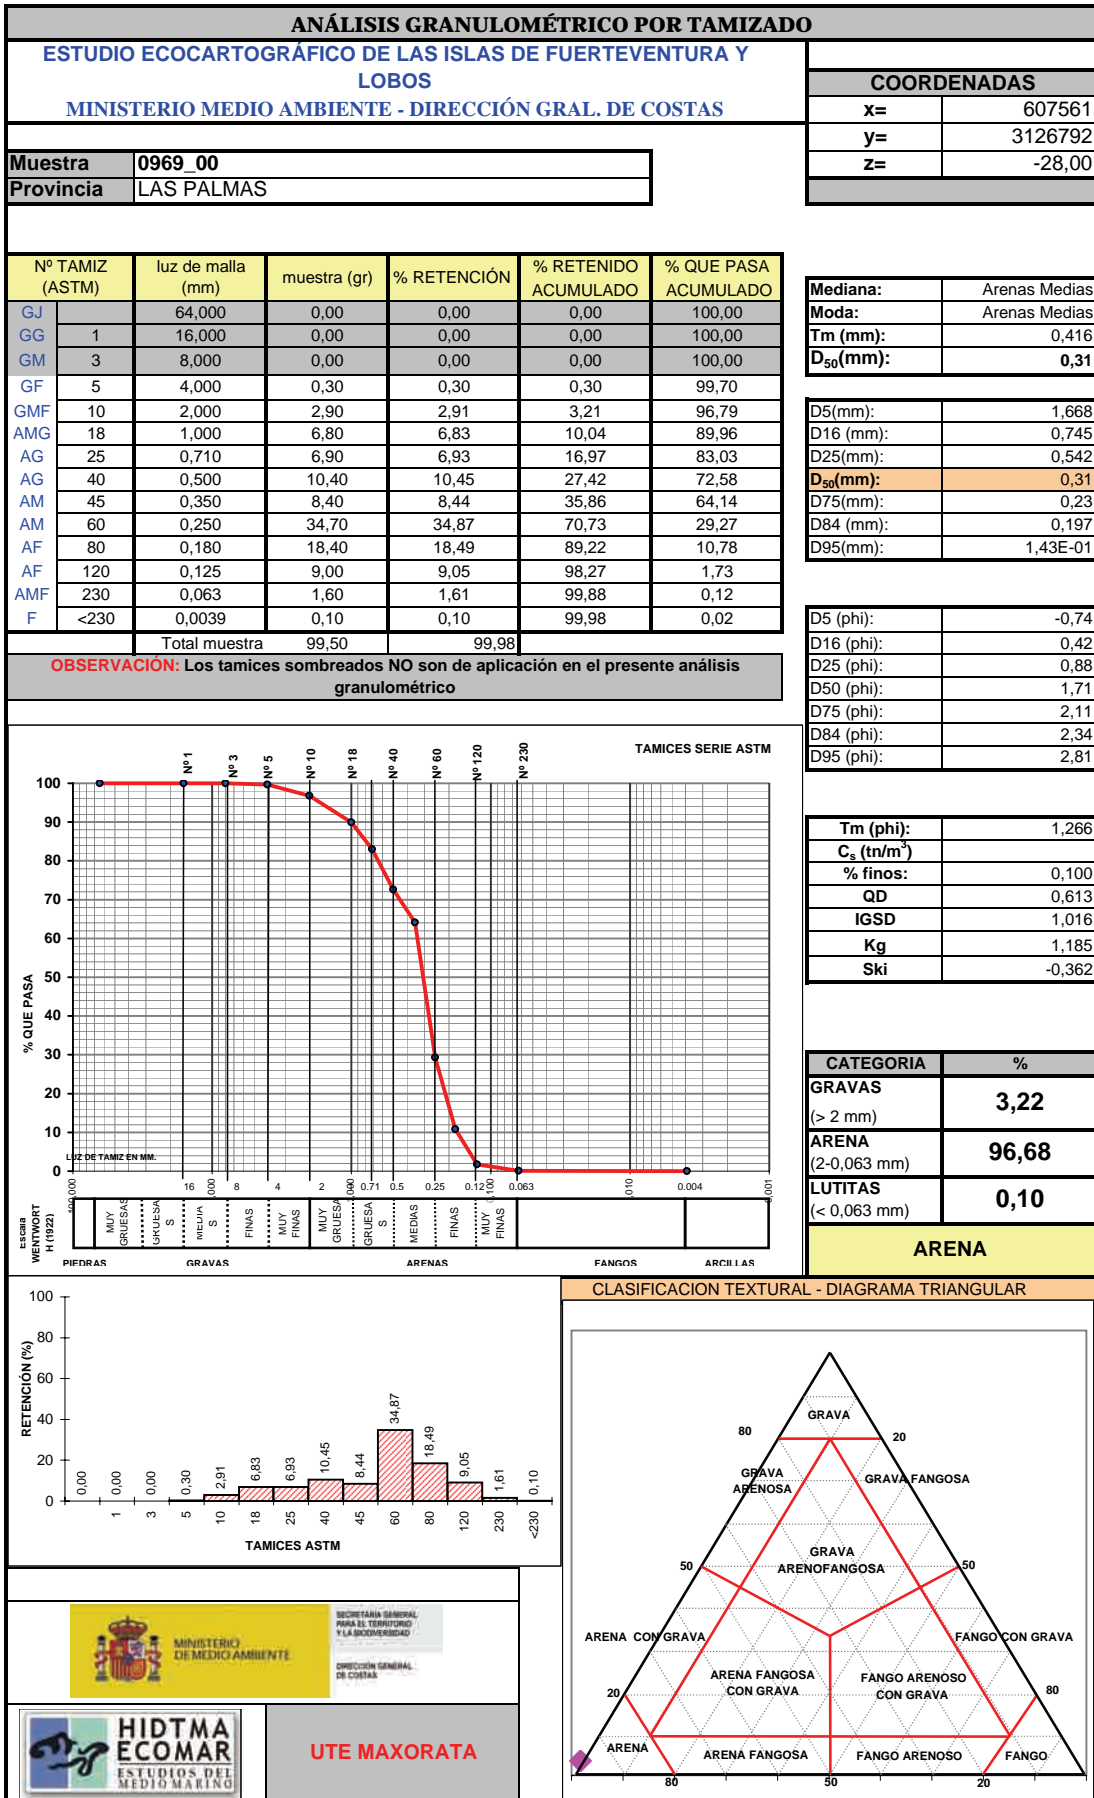 ANÁLISIS GRANULOMÉTRICO POR TAMIZADO
ESTUDIO ECOCARTOGRÁFICO DE LAS ISLAS DE FUERTEVENTURA Y
LOBOS
MINISTERIO MEDIO AMBIENTE - DIRECCIÓN GRAL. DE COSTAS
COORDENADAS
x= 607561
y= 3126792
z= -28,00
Muestra 0969_00
Provincia LAS PALMAS
Nº TAMIZ (ASTM) luz de malla (mm) muestra (gr) % RETENCIÓN % RETENIDO ACUMULADO % QUE PASA ACUMULADO
GJ 64,000 0,00 0,00 0,00 100,00
GG 1 16,000 0,00 0,00 0,00 100,00
GM 3 8,000 0,00 0,00 0,00 100,00
GF 5 4,000 0,30 0,30 0,30 99,70
GMF 10 2,000 2,90 2,91 3,21 96,79
AMG 18 1,000 6,80 6,83 10,04 89,96
AG 25 0,710 6,90 6,93 16,97 83,03
AG 40 0,500 10,40 10,45 27,42 72,58
AM 45 0,350 8,40 8,44 35,86 64,14
AM 60 0,250 34,70 34,87 70,73 29,27
AF 80 0,180 18,40 18,49 89,22 10,78
AF 120 0,125 9,00 9,05 98,27 1,73
AMF 230 0,063 1,60 1,61 99,88 0,12
F <230 0,0039 0,10 0,10 99,98 0,02
Total muestra 99,50 99,98
OBSERVACIÓN: Los tamices sombreados NO son de aplicación en el presente análisis
granulométrico
Mediana: Arenas Medias
Moda: Arenas Medias
Tm (mm): 0,416
D50(mm): 0,31
D5(mm): 1,668
D16 (mm): 0,745
D25(mm): 0,542
D50(mm): 0,31
D75(mm): 0,23
D84 (mm): 0,197
D95(mm): 1,43E-01
D5 (phi): -0,74
D16 (phi): 0,42
D25 (phi): 0,88
D50 (phi): 1,71
D75 (phi): 2,11
D84 (phi): 2,34
D95 (phi): 2,81
Tm (phi): 1,266
Cs (tn/m3)
% finos: 0,100
QD 0,613
IGSD 1,016
Kg 1,185
Ski -0,362
CATEGORIA %
GRAVAS (> 2 mm) 3,22
ARENA (2-0,063 mm) 96,68
LUTITAS (< 0,063 mm) 0,10
ARENA
TAMICES SERIE ASTM
Nº 1 Nº 3 Nº 5 Nº 10 Nº 18 Nº 40 Nº 60 Nº 120 Nº 230
% QUE PASA
100
90
80
70
60
50
40
30
20
10
0
LUZ DE TAMIZ EN MM.
16 8 4 2 0.71 0.5 0.25 0.12 0.063 0.004
Escala WENTWORT H (1922)
MUY GRUESAS GRUESA S MEDIA S FINAS MUY FINAS MUY GRUESA GRUESA S MEDIAS FINAS MUY FINAS
PIEDRAS GRAVAS ARENAS FANGOS ARCILLAS
RETENCIÓN (%)
100
80
60
40
20
0
0,00 0,00 0,00 0,30 2,91 6,83 6,93 10,45 8,44 34,87 18,49 9,05 1,61 0,10
1 3 5 10 18 25 40 45 60 80 120 230 <230
TAMICES ASTM
CLASIFICACION TEXTURAL - DIAGRAMA TRIANGULAR
GRAVA
80 20
GRAVA ARENOSA
GRAVA FANGOSA
GRAVA ARENOFANGOSA
50 50
ARENA CON GRAVA
FANGO CON GRAVA
ARENA FANGOSA CON GRAVA
FANGO ARENOSO CON GRAVA
20 80
ARENA
ARENA FANGOSA
FANGO ARENOSO
FANGO
80 50 20
MINISTERIO
DE MEDIO AMBIENTE
SECRETARÍA GENERAL
PARA EL TERRITORIO
Y LA BIODIVERSIDAD
DIRECCIÓN GENERAL
DE COSTAS
HIDTMA
ECOMAR
ESTUDIOS DEL
MEDIO MARINO
UTE MAXORATA